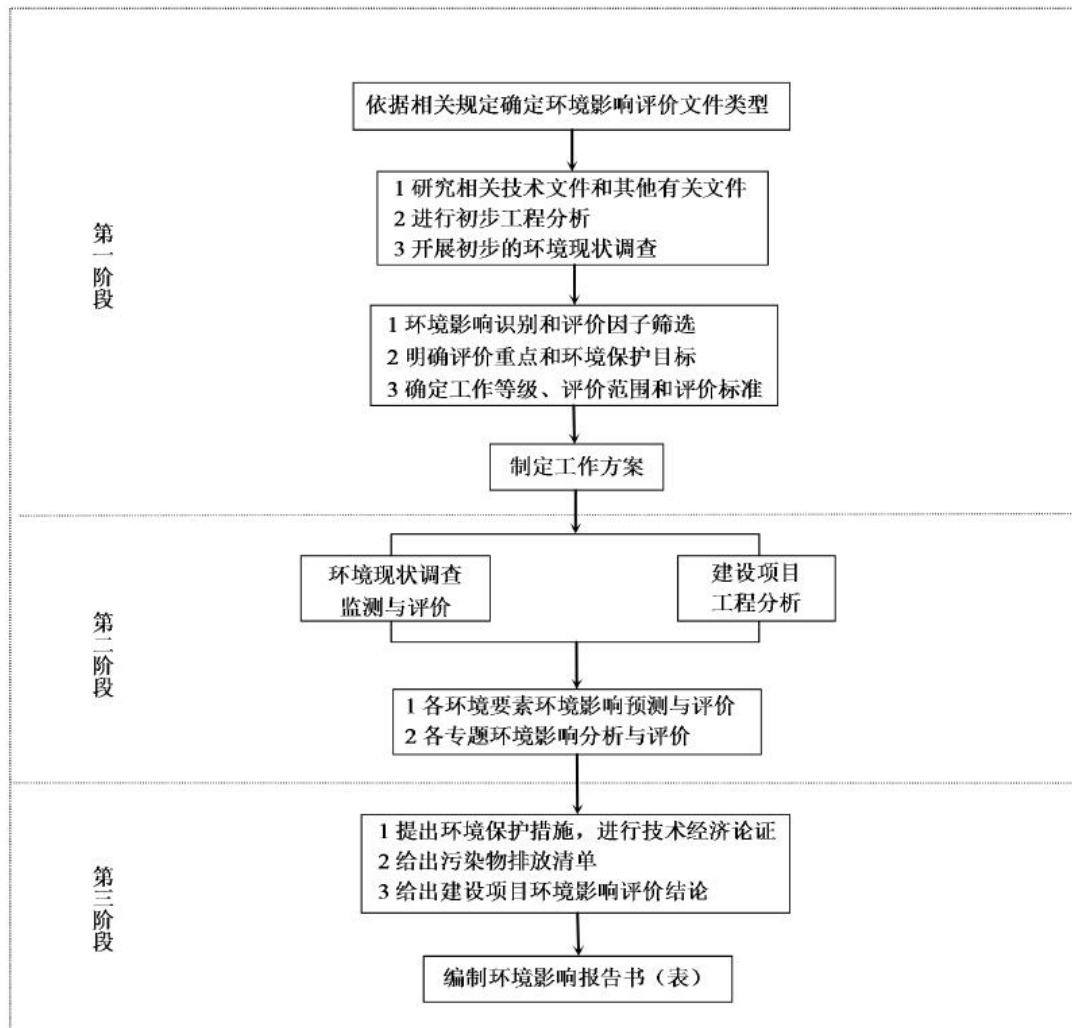 依据相关规定确定环境影响评价文件类型
1 研究相关技术文件和其他有关文件
2 进行初步工程分析
3 开展初步的环境现状调查
第一阶段
1 环境影响识别和评价因子筛选
2 明确评价重点和环境保护目标
3 确定工作等级、评价范围和评价标准
制定工作方案
环境现状调查
监测与评价
建设项目
工程分析
第二阶段
1 各环境要素环境影响预测与评价
2 各专题环境影响分析与评价
1 提出环境保护措施，进行技术经济论证
2 给出污染物排放清单
3 给出建设项目环境影响评价结论
第三阶段
编制环境影响报告书（表）